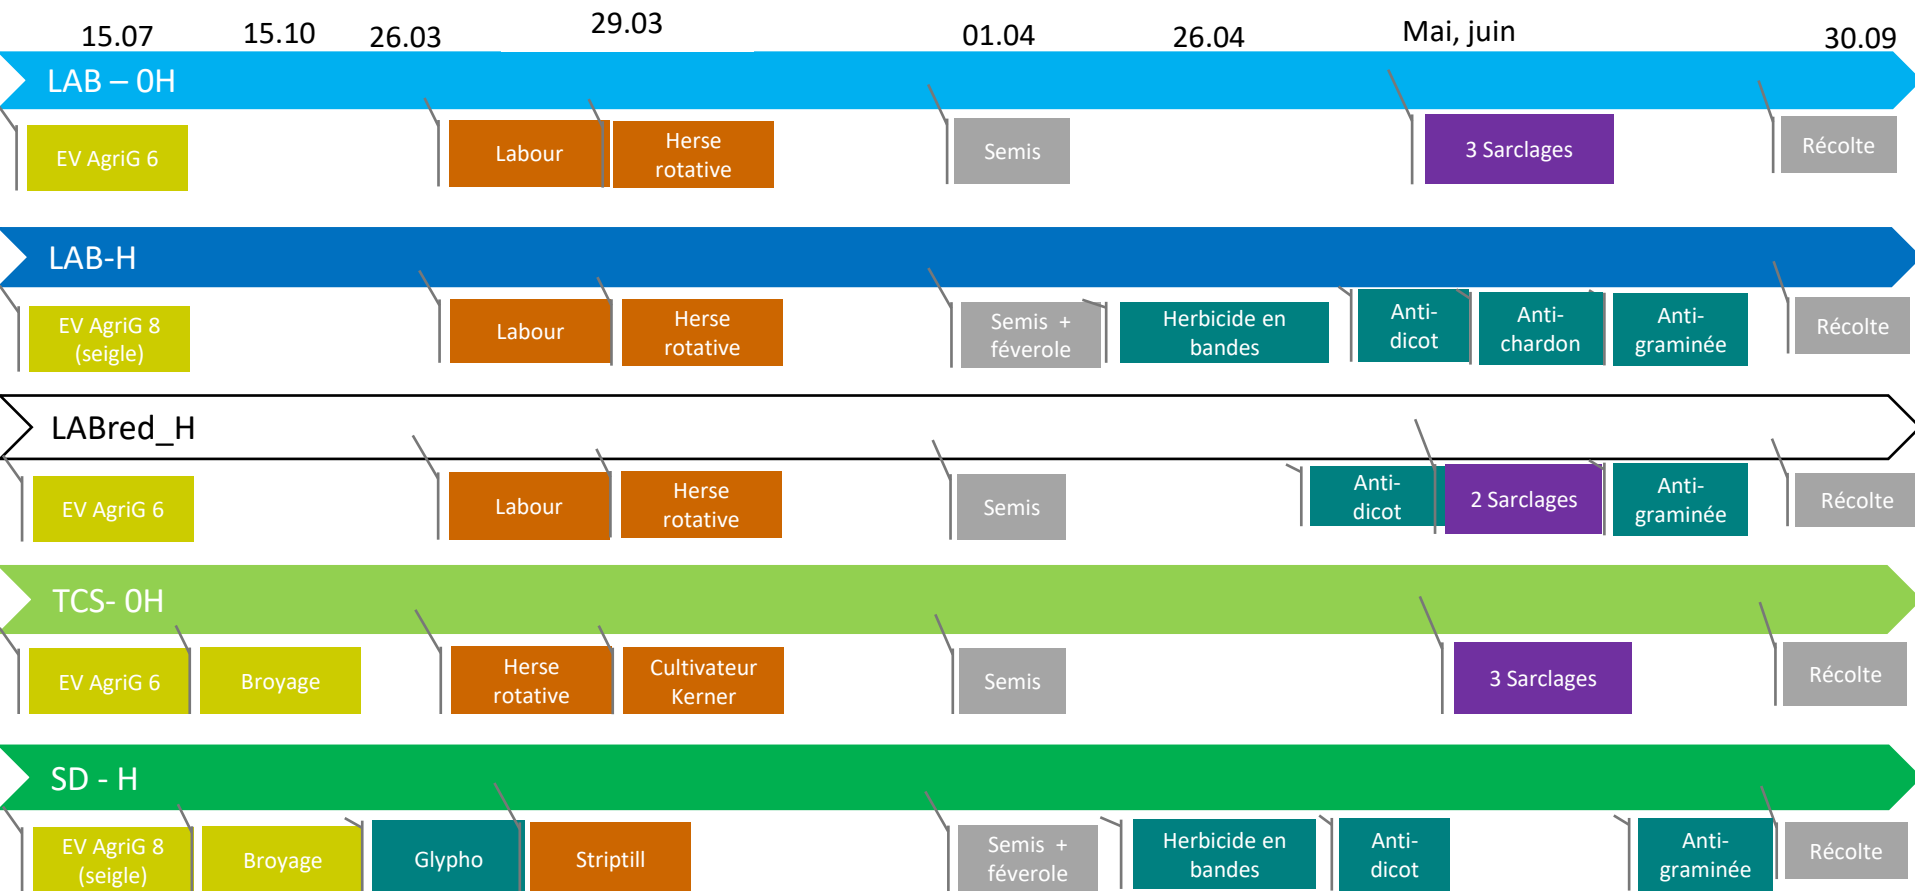 15.07
15.10
26.03
29.03
01.04
26.04
Mai, juin
30.09
LAB – 0H
EV AgriG 6
Labour
Herse
rotative
Semis
3 Sarclages
Récolte
LAB-H
EV AgriG 8
(seigle)
Labour
Herse
rotative
Semis +
féverole
Herbicide en
bandes
Anti-
dicot
Anti-
chardon
Anti-
graminée
Récolte
LABred_H
EV AgriG 6
Labour
Herse
rotative
Semis
Anti-
dicot
2 Sarclages
Anti-
graminée
Récolte
TCS- 0H
EV AgriG 6
Broyage
Herse
rotative
Cultivateur
Kerner
Semis
3 Sarclages
Récolte
SD - H
EV AgriG 8
(seigle)
Broyage
Glypho
Striptill
Semis +
féverole
Herbicide en
bandes
Anti-
dicot
Anti-
graminée
Récolte